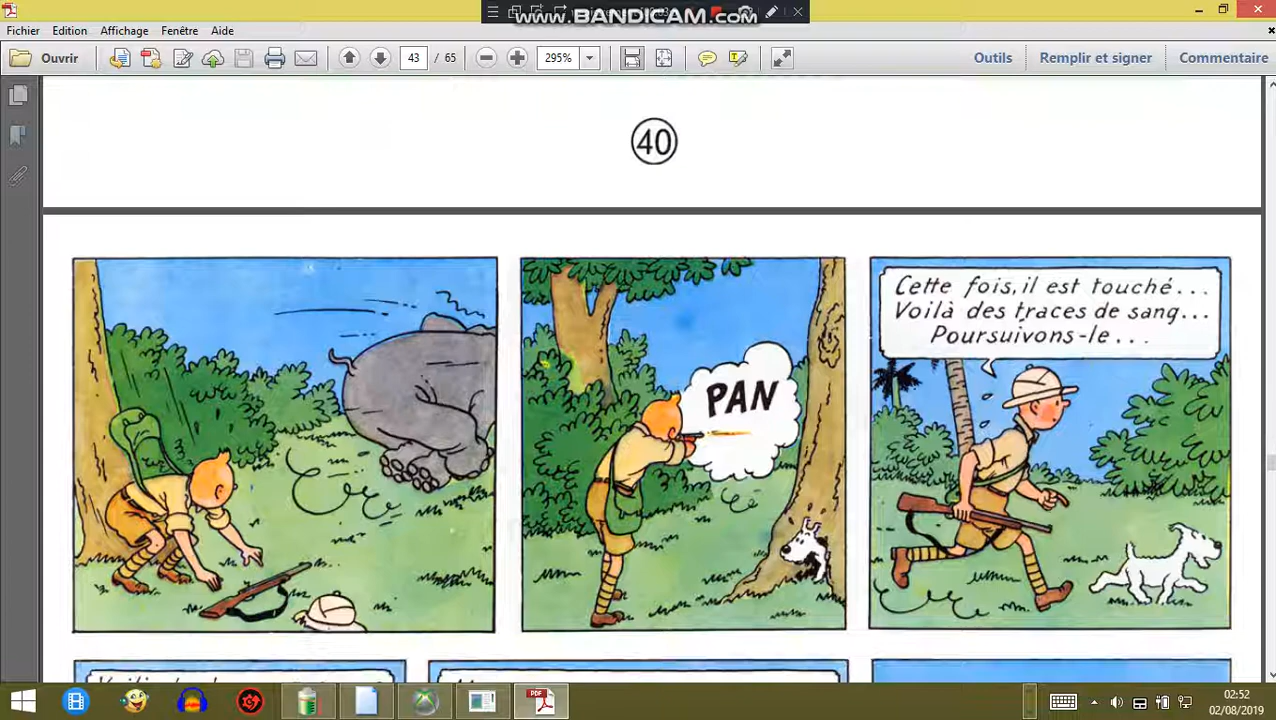 www.BANDICAM.com
Fichier Edition Affichage Fenêtre Aide
Ouvrir 43 / 65 295% Outils Remplir et signer Commentaire
40
PAN
Cette fois, il est touché...
Voilà des traces de sang...
Poursuivons-le...
PDF
02:52
02/08/2019